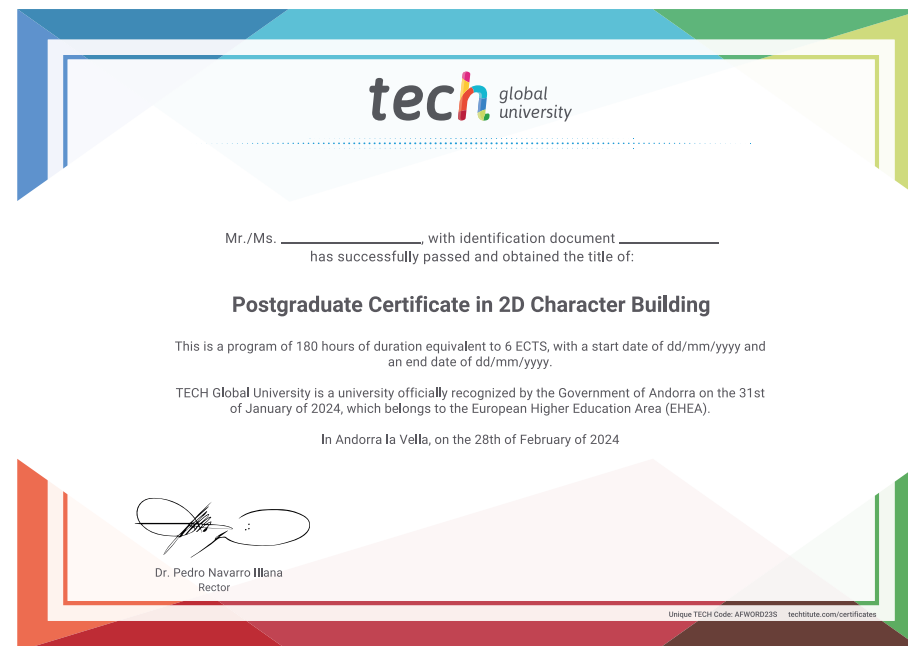 tech global university
Mr./Ms. ____________, with identification document ____________
has successfully passed and obtained the title of:
Postgraduate Certificate in 2D Character Building
This is a program of 180 hours of duration equivalent to 6 ECTS, with a start date of dd/mm/yyyy and
an end date of dd/mm/yyyy.
TECH Global University is a university officially recognized by the Government of Andorra on the 31st
of January of 2024, which belongs to the European Higher Education Area (EHEA).
In Andorra la Vella, on the 28th of February of 2024
Dr. Pedro Navarro Illana
Rector
Unique TECH Code: AFWORD23S techtitute.com/certificates